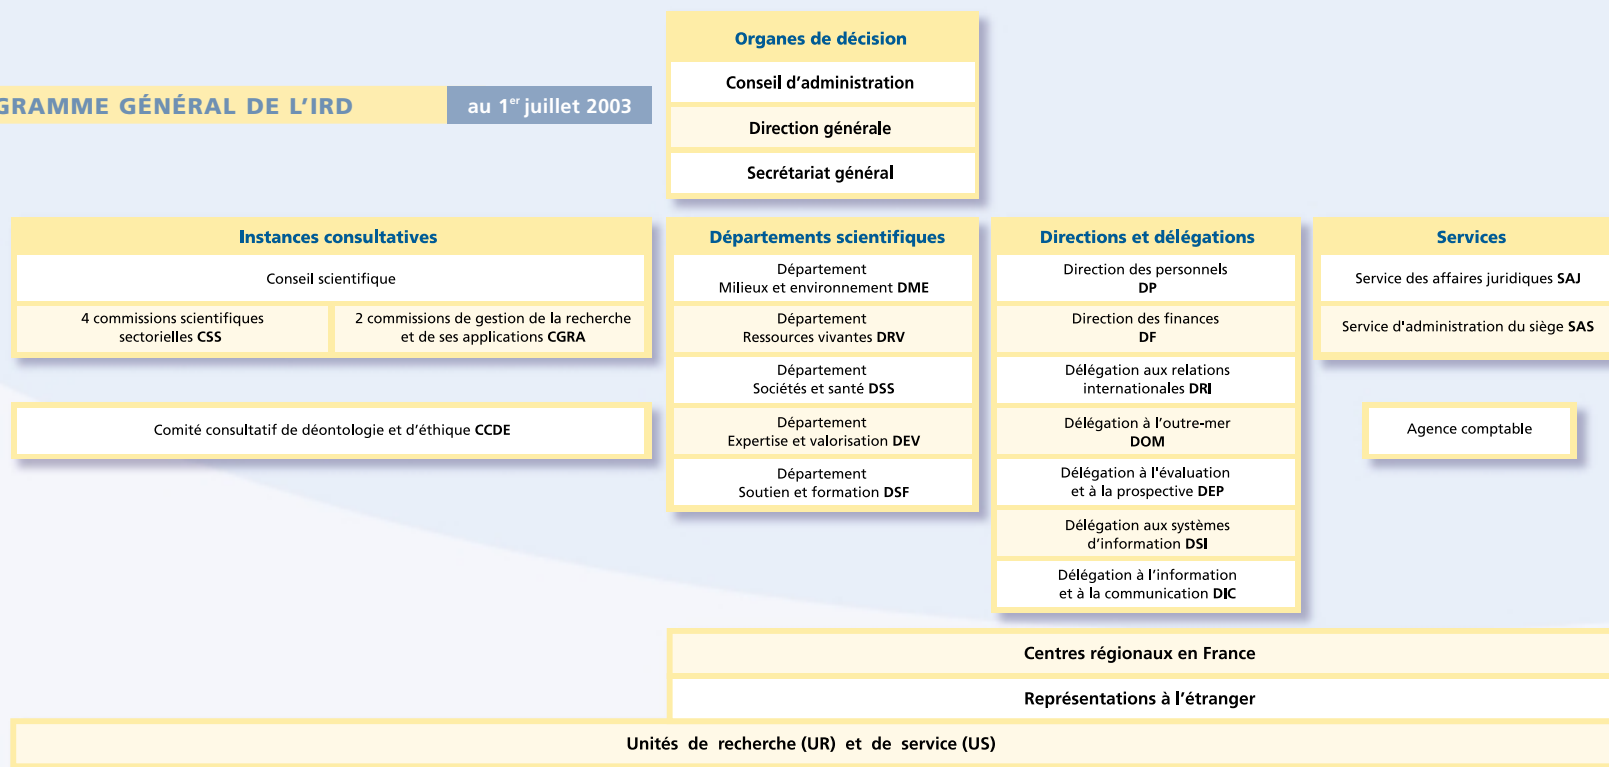 Organes de décision
Conseil d'administration
Direction générale
Secrétariat général
GRAMME GÉNÉRAL DE L'IRD
au 1er juillet 2003
Instances consultatives
Conseil scientifique
4 commissions scientifiques
sectorielles CSS
2 commissions de gestion de la recherche
et de ses applications CGRA
Comité consultatif de déontologie et d'éthique CCDE
Départements scientifiques
Département
Milieux et environnement DME
Département
Ressources vivantes DRV
Département
Sociétés et santé DSS
Département
Expertise et valorisation DEV
Département
Soutien et formation DSF
Directions et délégations
Direction des personnels
DP
Direction des finances
DF
Délégation aux relations
internationales DRI
Délégation à l'outre-mer
DOM
Délégation à l'évaluation
et à la prospective DEP
Délégation aux systèmes
d'information DSI
Délégation à l'information
et à la communication DIC
Services
Service des affaires juridiques SAJ
Service d'administration du siège SAS
Agence comptable
Centres régionaux en France
Représentations à l'étranger
Unités de recherche (UR) et de service (US)